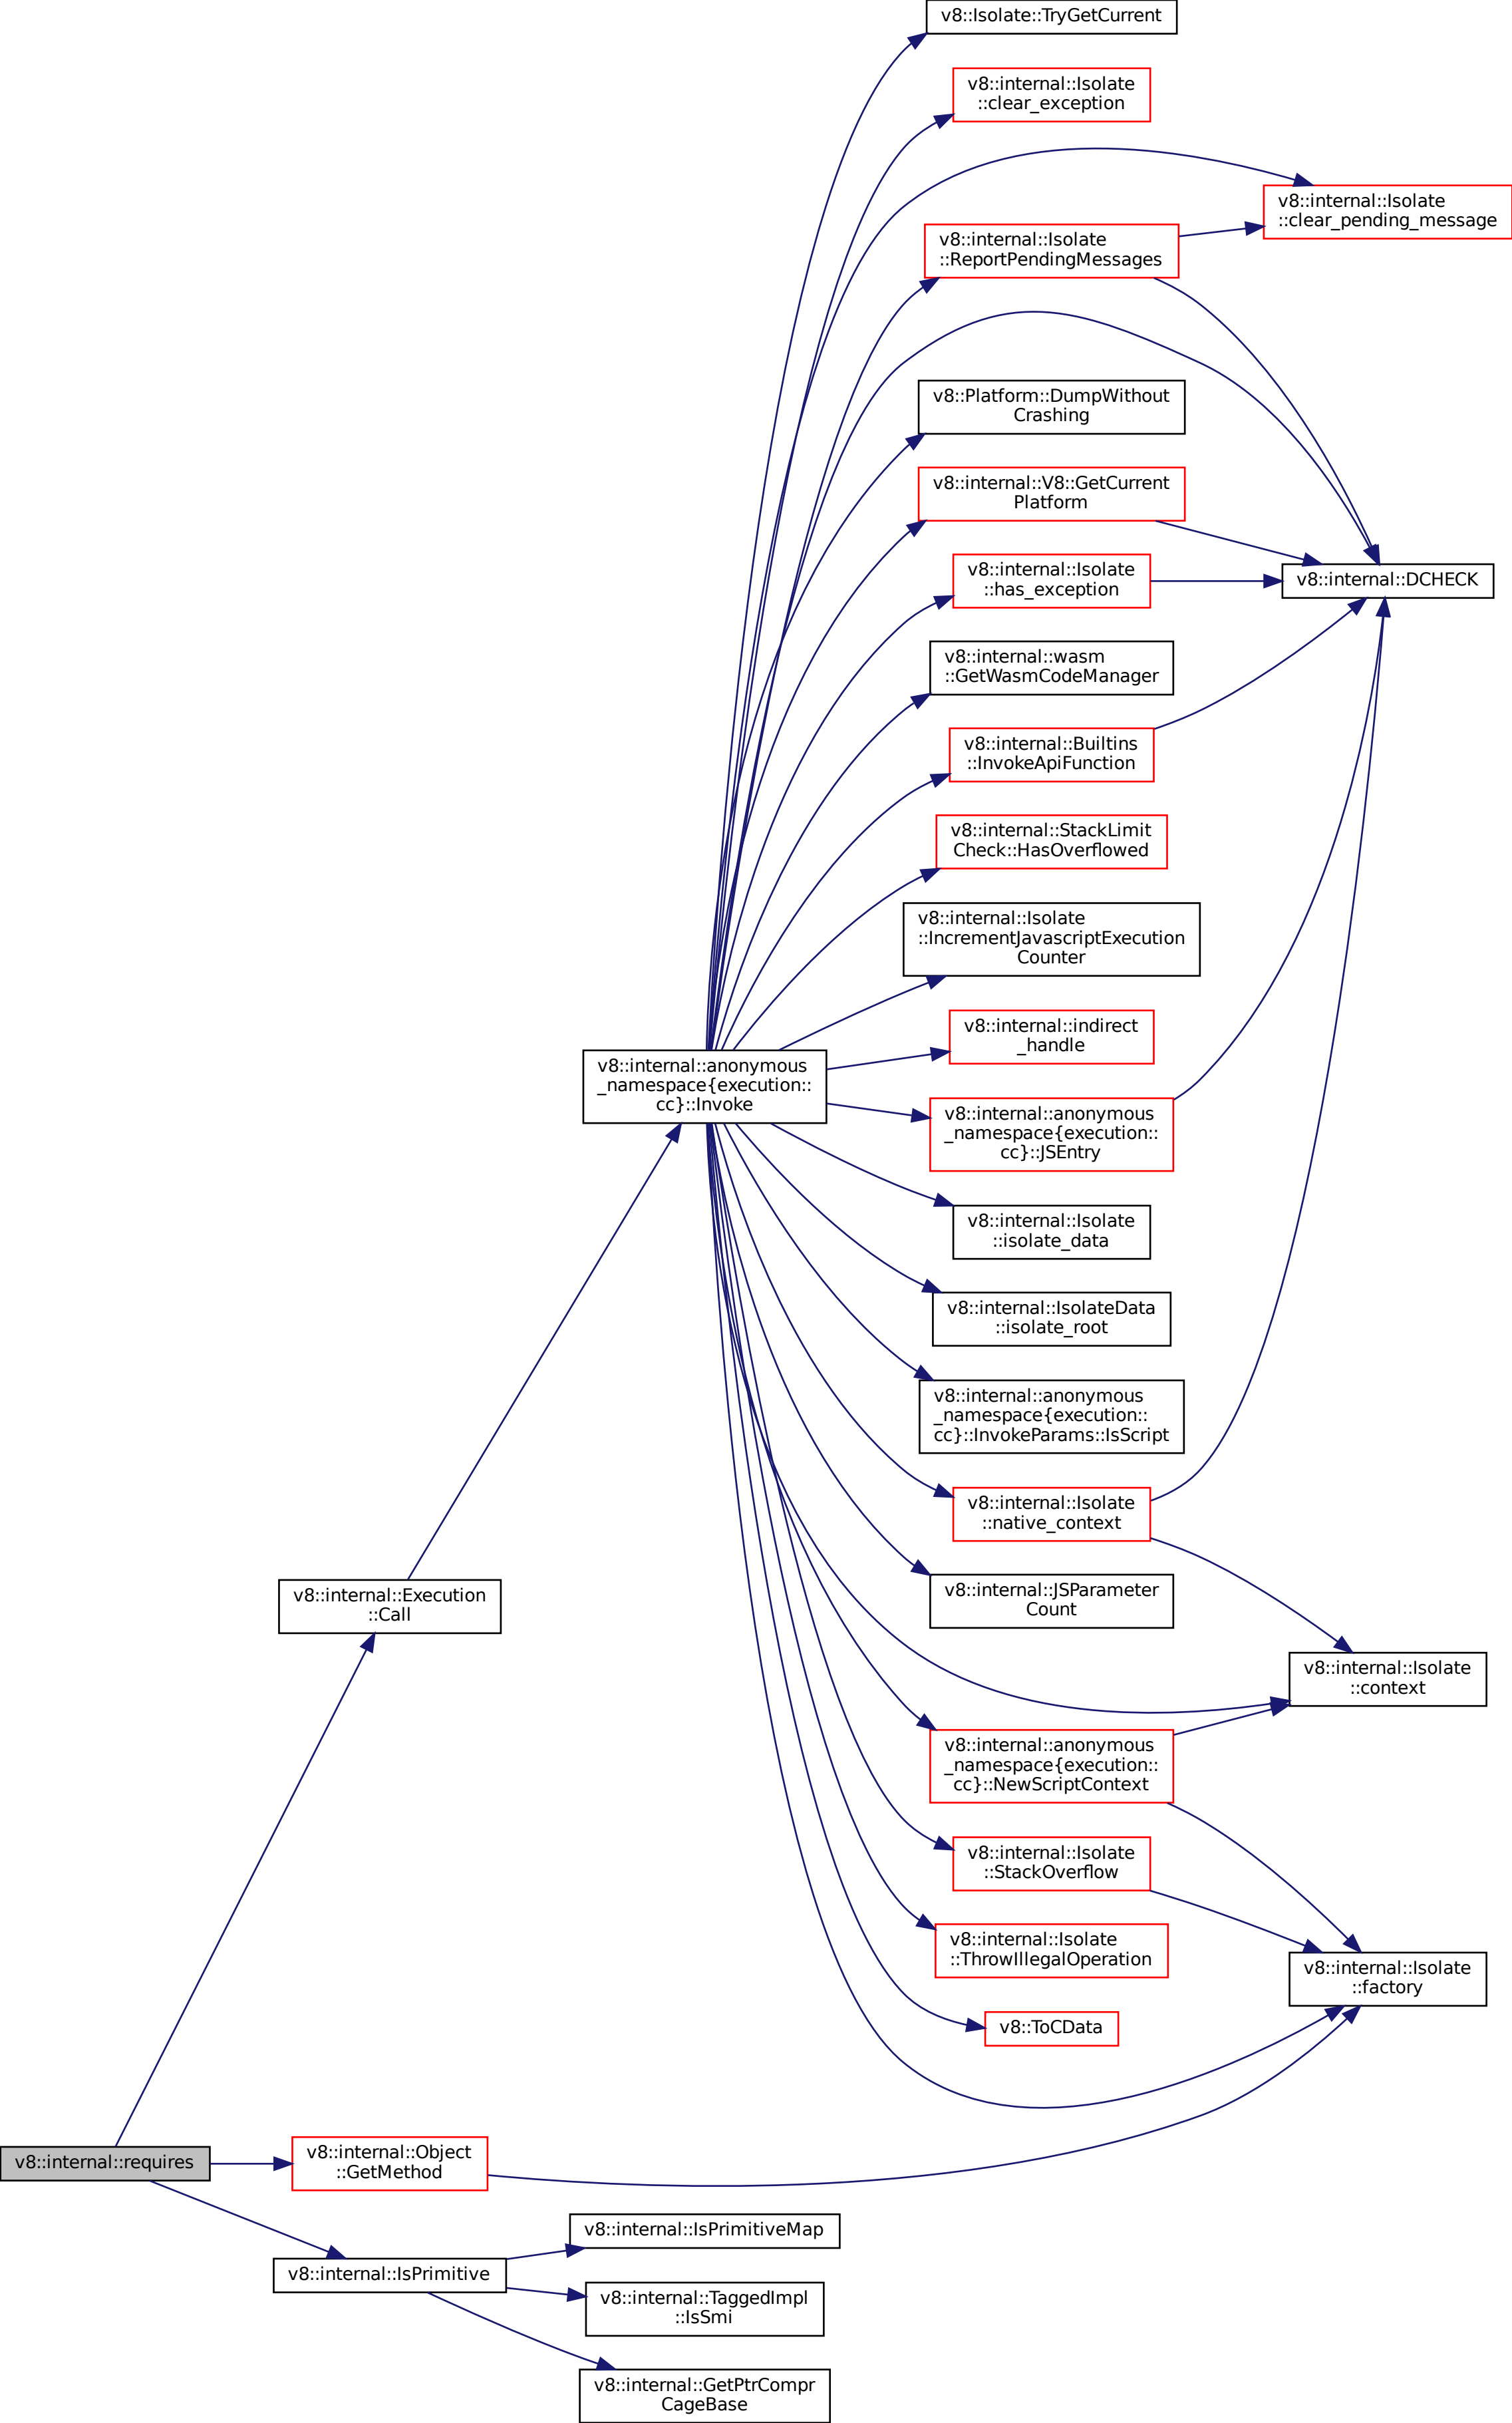 v8::Isolate::TryGetCurrent
v8::internal::Isolate
::clear_exception
v8::internal::Isolate
::clear_pending_message
v8::internal::Isolate
::ReportPendingMessages
v8::Platform::DumpWithout
Crashing
v8::internal::V8::GetCurrent
Platform
v8::internal::Isolate
::has_exception
v8::internal::DCHECK
v8::internal::wasm
::GetWasmCodeManager
v8::internal::Builtins
::InvokeApiFunction
v8::internal::StackLimit
Check::HasOverflowed
v8::internal::Isolate
::IncrementJavascriptExecution
Counter
v8::internal::indirect
_handle
v8::internal::anonymous
_namespace{execution::
cc}::Invoke
v8::internal::anonymous
_namespace{execution::
cc}::JSEntry
v8::internal::Isolate
::isolate_data
v8::internal::IsolateData
::isolate_root
v8::internal::anonymous
_namespace{execution::
cc}::InvokeParams::IsScript
v8::internal::Isolate
::native_context
v8::internal::JSParameter
Count
v8::internal::Execution
::Call
v8::internal::Isolate
::context
v8::internal::anonymous
_namespace{execution::
cc}::NewScriptContext
v8::internal::Isolate
::StackOverflow
v8::internal::Isolate
::ThrowIllegalOperation
v8::internal::Isolate
::factory
v8::ToCData
v8::internal::requires
v8::internal::Object
::GetMethod
v8::internal::IsPrimitiveMap
v8::internal::IsPrimitive
v8::internal::TaggedImpl
::IsSmi
v8::internal::GetPtrCompr
CageBase